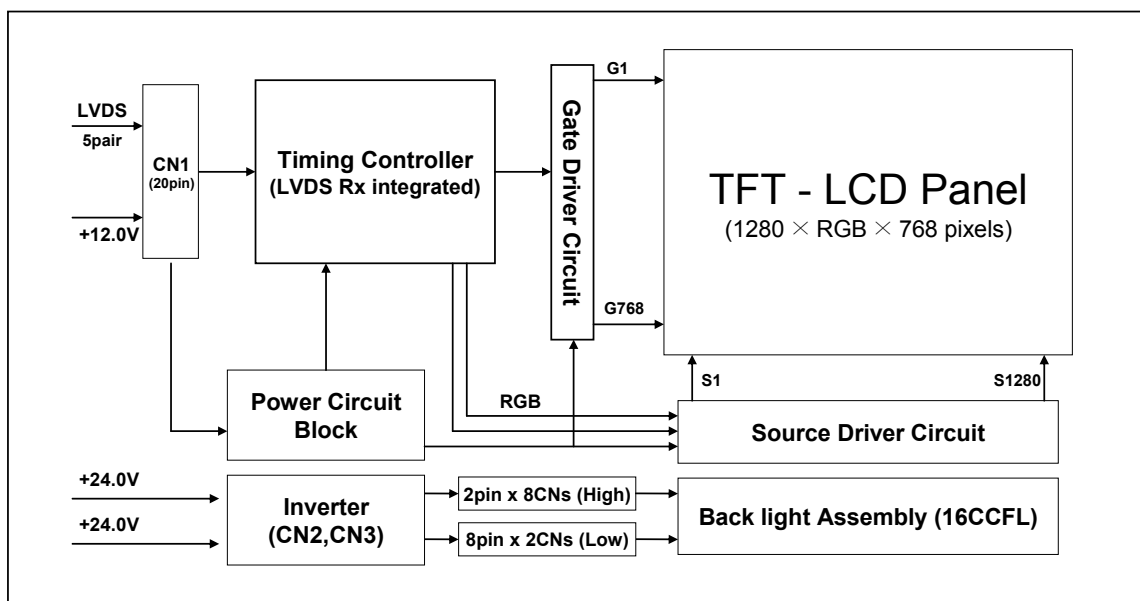 LVDS
5pair
+12.0V
CN1
(20pin)
Timing Controller
(LVDS Rx integrated)
Gate Driver Circuit
G1
G768
TFT - LCD Panel
(1280 × RGB × 768 pixels)
S1
S1280
Power Circuit
Block
RGB
Source Driver Circuit
+24.0V
+24.0V
Inverter
(CN2,CN3)
2pin x 8CNs (High)
8pin x 2CNs (Low)
Back light Assembly (16CCFL)